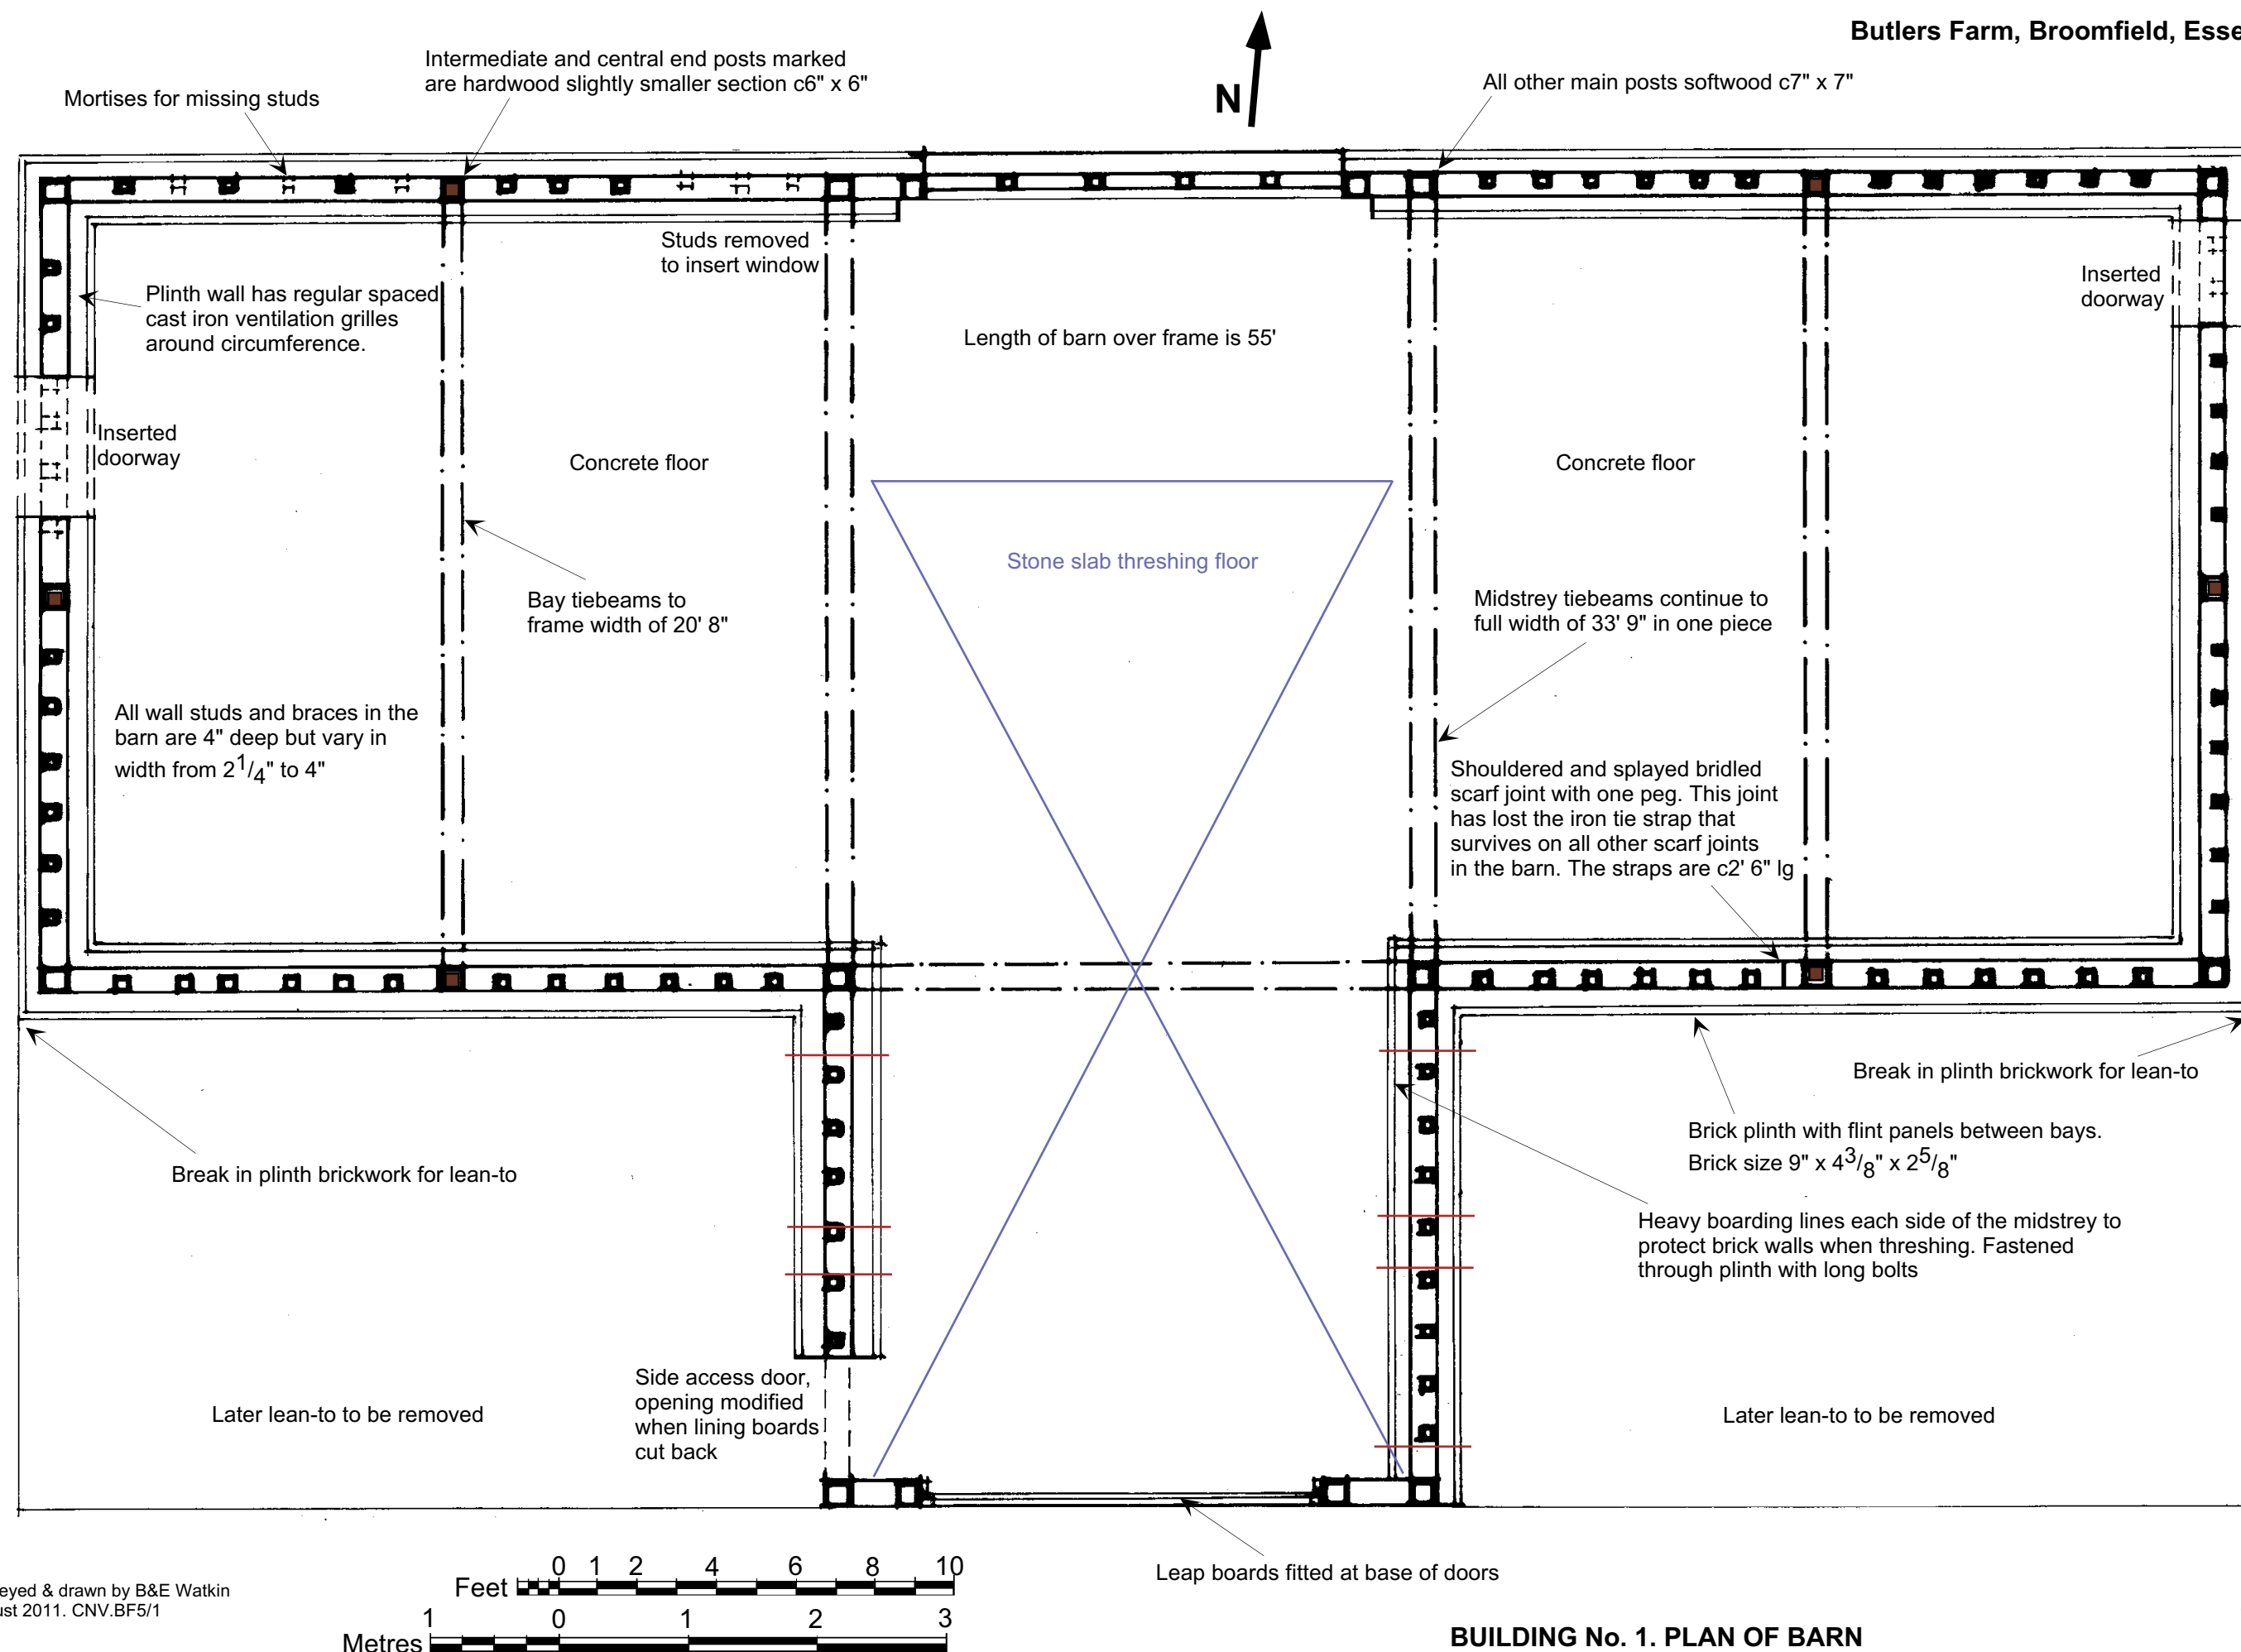 Butlers Farm, Broomfield, Esse
Intermediate and central end posts marked
are hardwood slightly smaller section c6" x 6"
Mortises for missing studs
N
All other main posts softwood c7" x 7"
Studs removed
to insert window
Plinth wall has regular spaced
cast iron ventilation grilles
around circumference.
Length of barn over frame is 55'
Inserted
doorway
Inserted
doorway
Concrete floor
Concrete floor
Stone slab threshing floor
Bay tiebeams to
frame width of 20' 8"
Midstrey tiebeams continue to
full width of 33' 9" in one piece
All wall studs and braces in the
barn are 4" deep but vary in
width from 2 1/4" to 4"
Shouldered and splayed bridled
scarf joint with one peg. This joint
has lost the iron tie strap that
survives on all other scarf joints
in the barn. The straps are c2' 6" lg
Break in plinth brickwork for lean-to
Brick plinth with flint panels between bays.
Brick size 9" x 4 3/8" x 2 5/8"
Break in plinth brickwork for lean-to
Heavy boarding lines each side of the midstrey to
protect brick walls when threshing. Fastened
through plinth with long bolts
Side access door,
opening modified
when lining boards
cut back
Later lean-to to be removed
Later lean-to to be removed
Leap boards fitted at base of doors
eyed & drawn by B&E Watkin
ust 2011. CNV.BF5/1
Feet 0 1 2 4 6 8 10
Metres 1 0 1 2 3
BUILDING No. 1. PLAN OF BARN